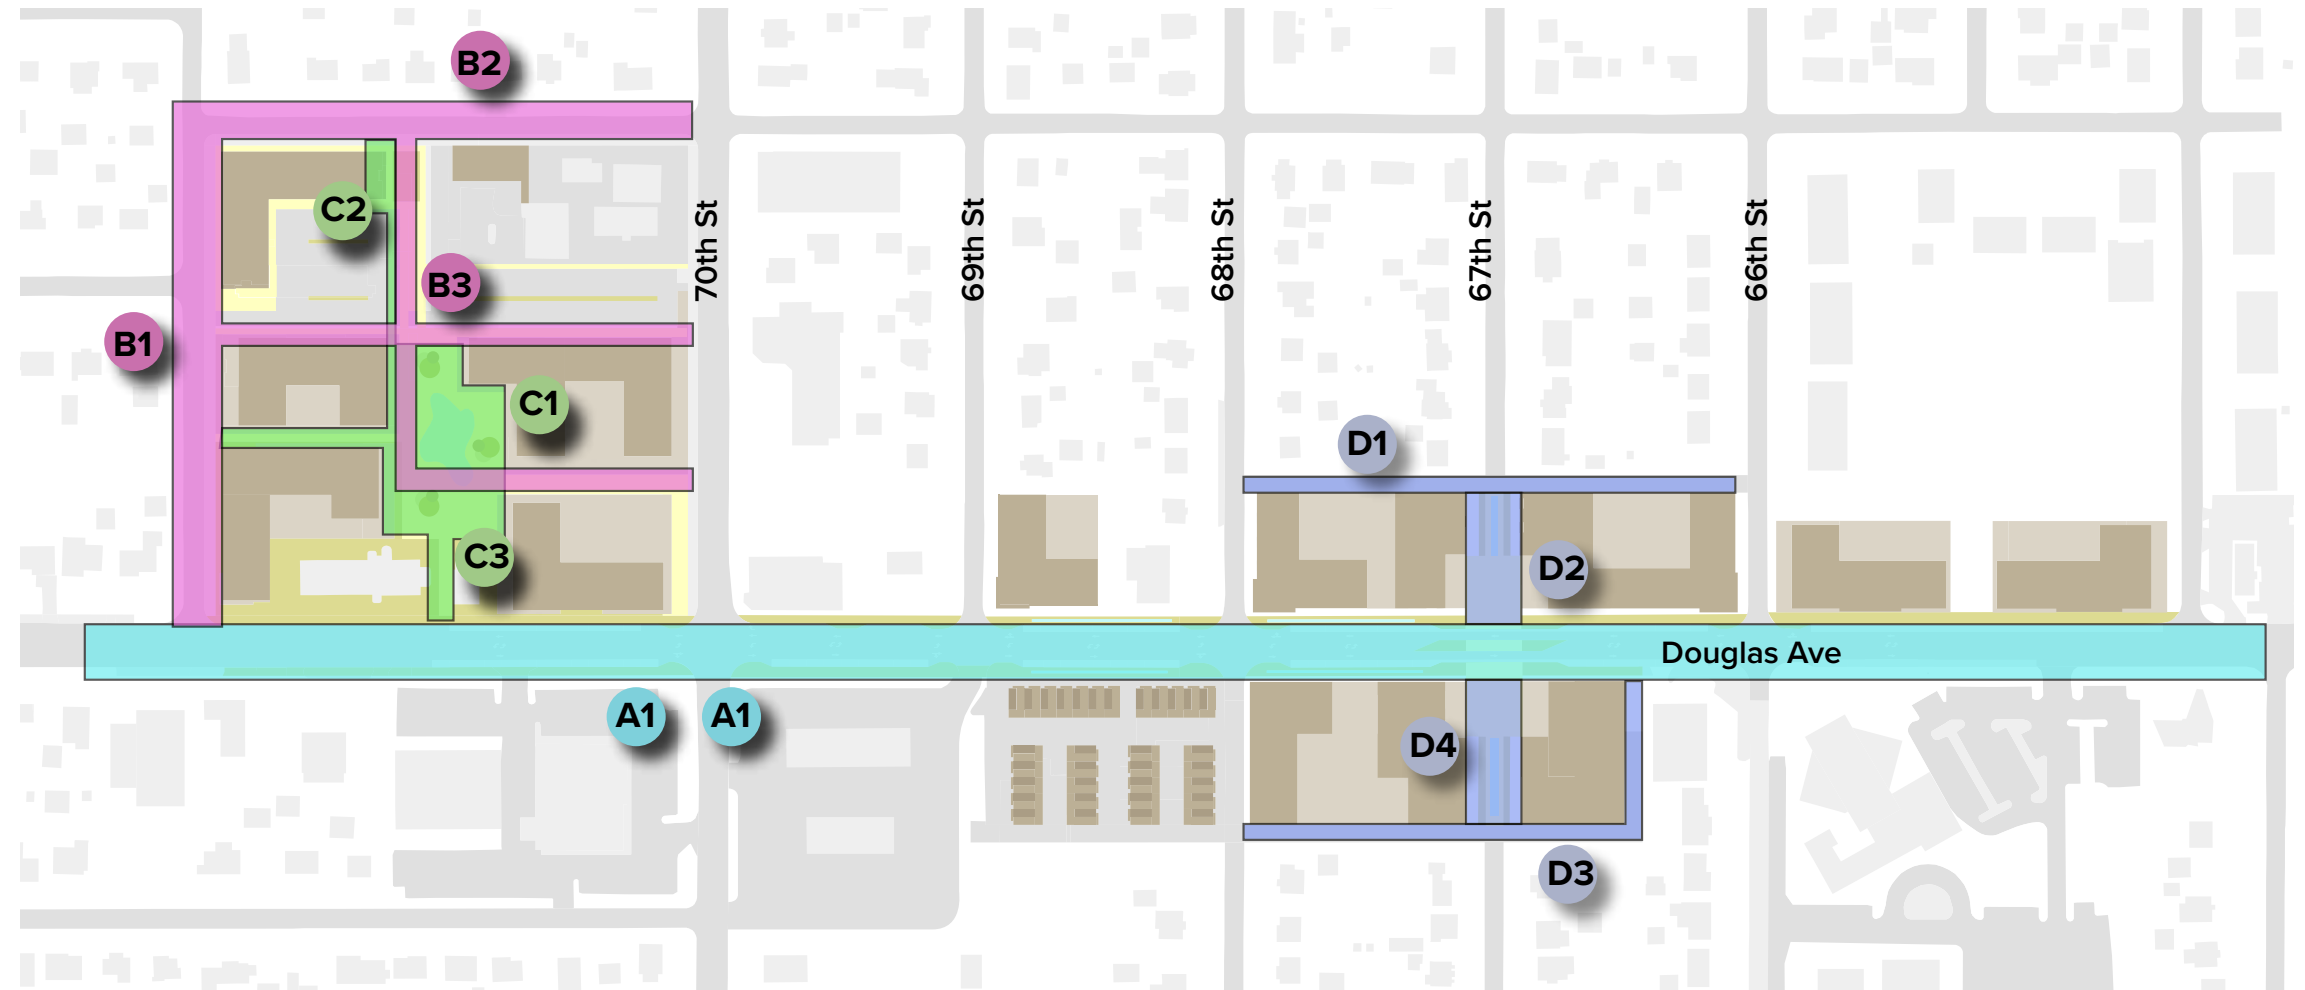 B2
C2
B3
B1
70th St
69th St
68th St
67th St
66th St
C1
D1
C3
D2
Douglas Ave
A1
A1
D4
D3